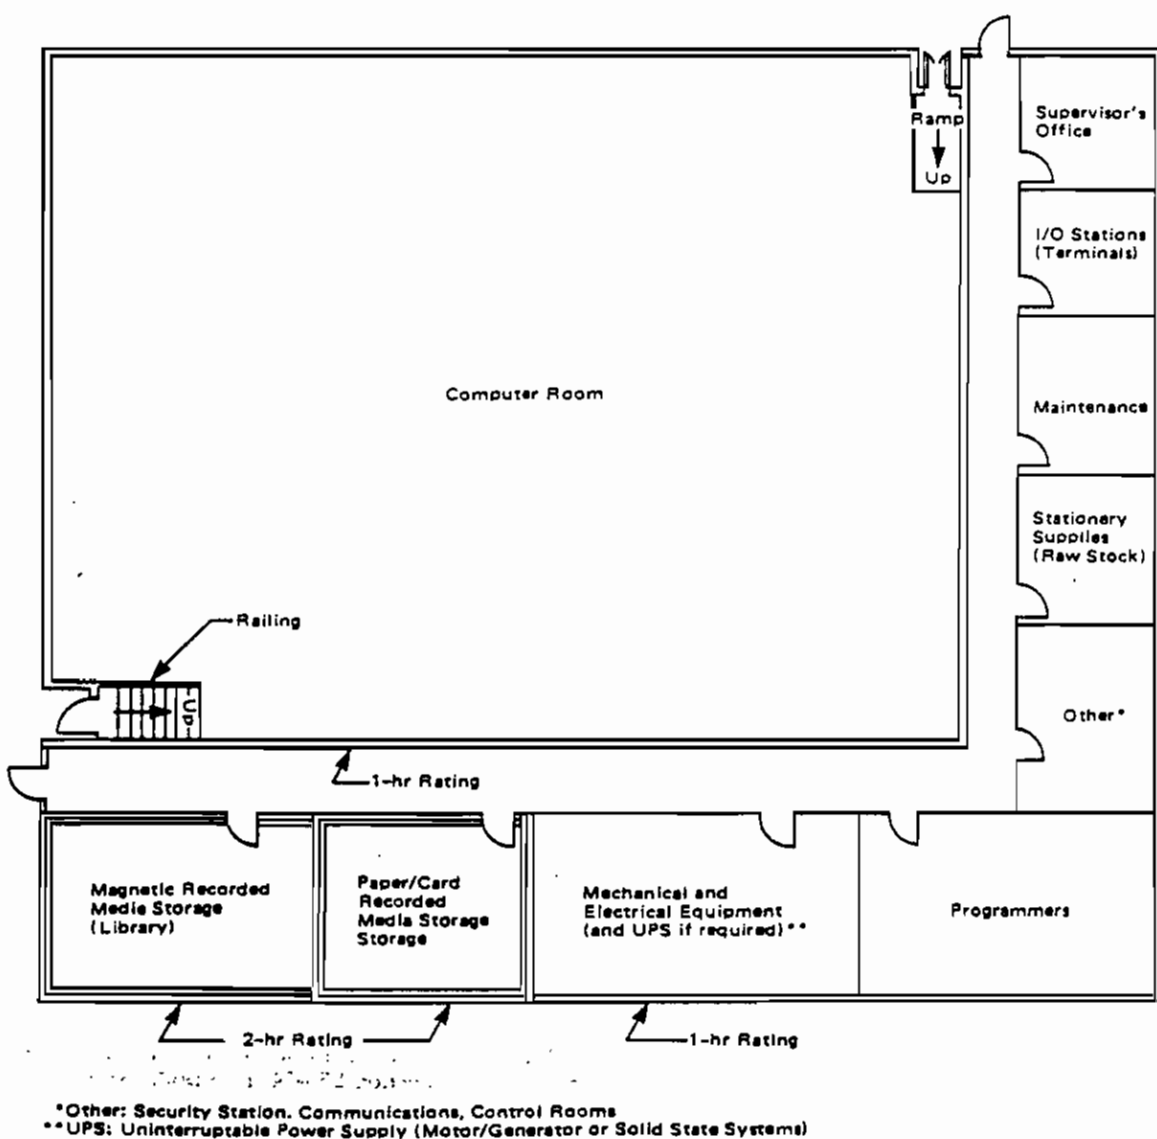 Ramp
Up
Supervisor's
Office
I/O Stations
(Terminals)
Computer Room
Maintenance
Stationery
Supplies
(Raw Stock)
Railing
Up
Other*
1-hr Rating
Magnetic Recorded
Media Storage
(Library)
Paper/Card
Recorded
Media Storage
Storage
Mechanical and
Electrical Equipment
(and UPS if required)**
Programmers
2-hr Rating
1-hr Rating
*Other: Security Station. Communications, Control Rooms
**UPS: Uninterruptable Power Supply (Motor/Generator or Solid State Systems)